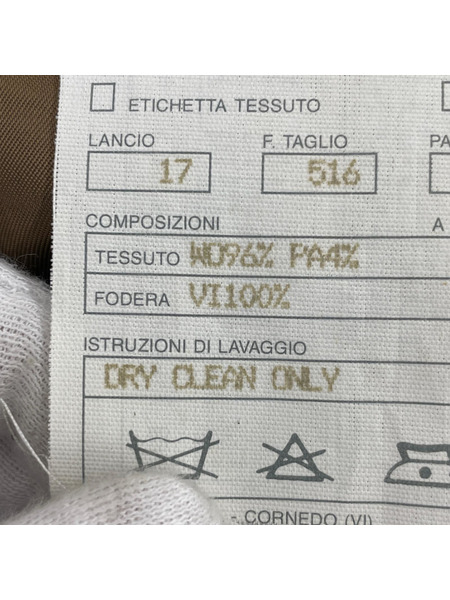 ETICHETTA TESSUTO
LANCIO F. TAGLIO PA
17 516
COMPOSIZIONI A
TESSUTO WO96% PA4%
FODERA VI100%
ISTRUZIONI DI LAVAGGIO
DRY CLEAN ONLY
- CORNEDO (VI)